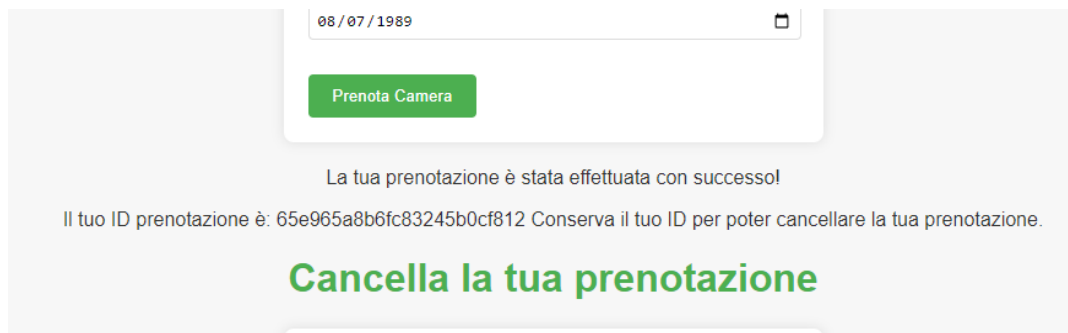 08/07/1989
Prenota Camera
La tua prenotazione è stata effettuata con successo!
Il tuo ID prenotazione è: 65e965a8b6fc83245b0cf812 Conserva il tuo ID per poter cancellare la tua prenotazione.
Cancella la tua prenotazione